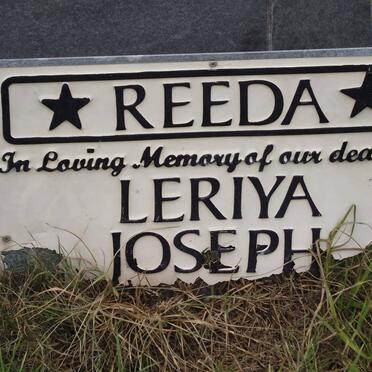 REEDA
In Loving Memory of our dea
LERIYA
JOSEPH